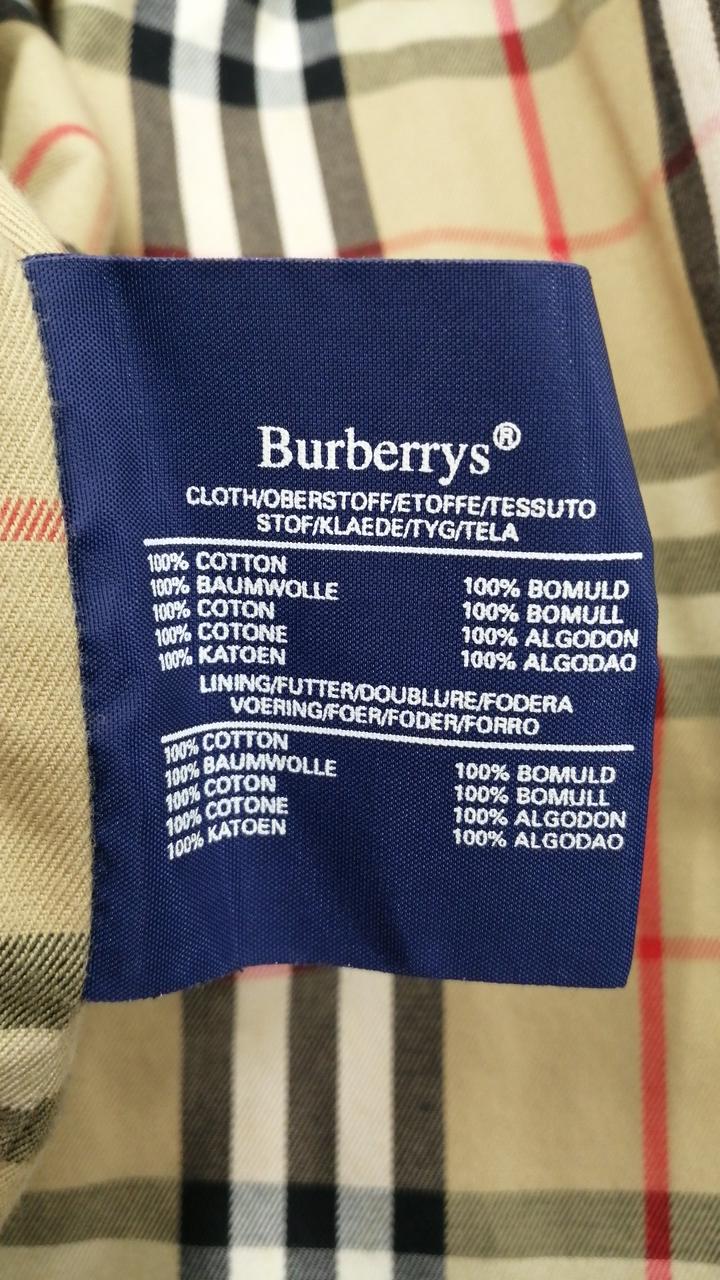 Burberrys®
CLOTH/OBERSTOFF/ETOFFE/TESSUTO
STOF/KLAEDE/TYG/TELA
100% COTTON
100% BAUMWOLLE 100% BOMULD
100% COTON 100% BOMULL
100% COTONE 100% ALGODON
100% KATOEN 100% ALGODAO
LINING/FUTTER/DOUBLURE/FODERA
VOERING/FOER/FODER/FORRO
100% COTTON
100% BAUMWOLLE 100% BOMULD
100% COTON 100% BOMULL
100% COTONE 100% ALGODON
100% KATOEN 100% ALGODAO